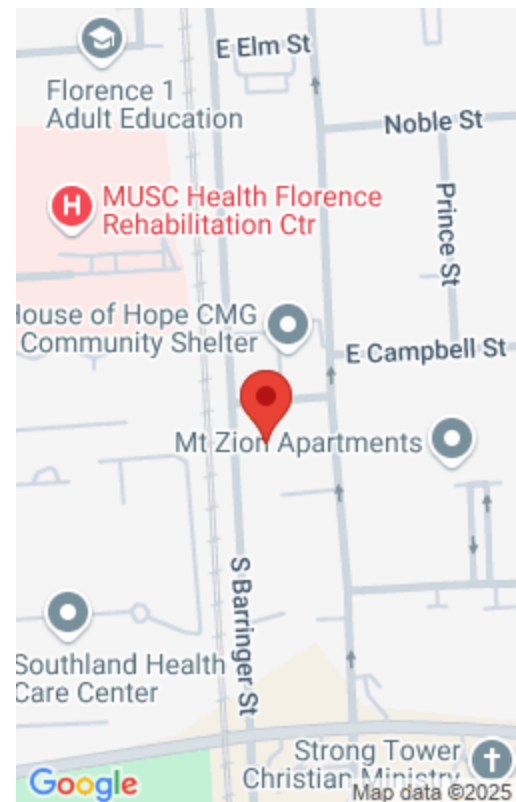 E Elm St
Florence 1
Adult Education
Noble St
H
MUSC Health Florence
Rehabilitation Ctr
Prince St
House of Hope CMG
Community Shelter
E Campbell St
Mt Zion Apartments
S Barringer St
Southland Health
Care Center
Strong Tower
Christian Ministry
Google
Map data ©2025